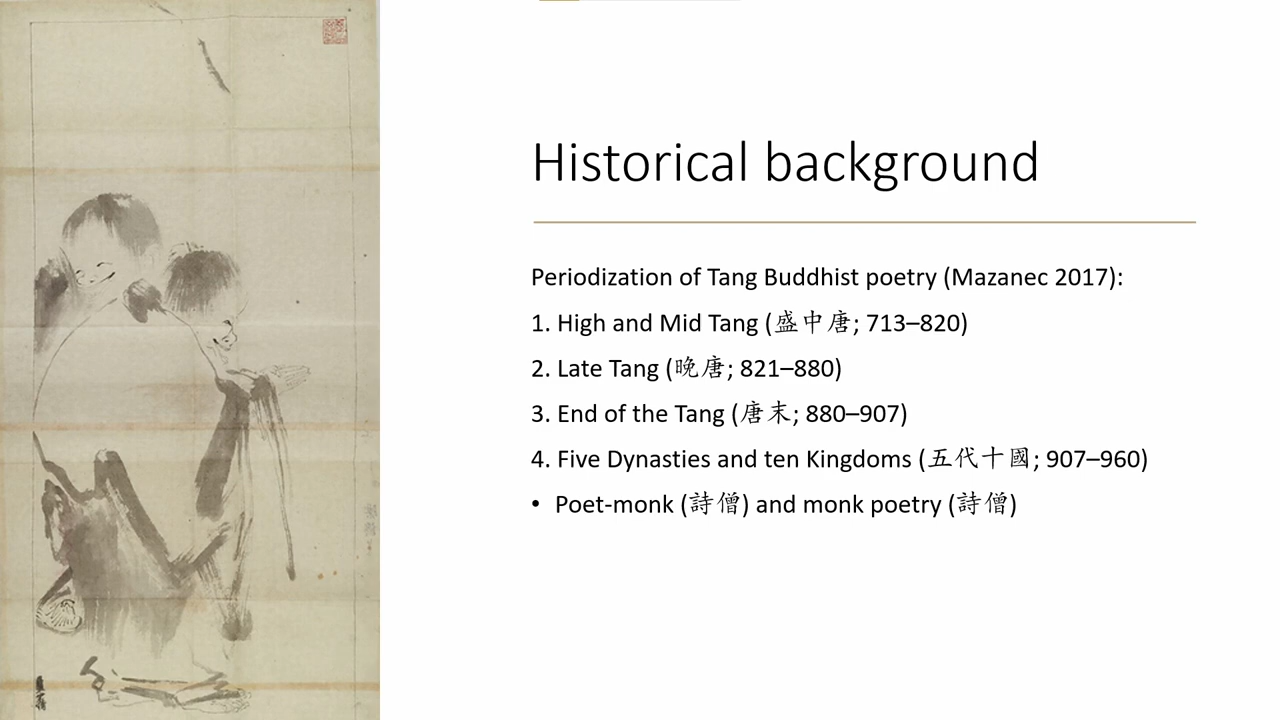 Historical background
Periodization of Tang Buddhist poetry (Mazanec 2017):
1. High and Mid Tang (盛中唐; 713–820)
2. Late Tang (晚唐; 821–880)
3. End of the Tang (唐末; 880–907)
4. Five Dynasties and ten Kingdoms (五代十國; 907–960)
• Poet-monk (詩僧) and monk poetry (詩僧)